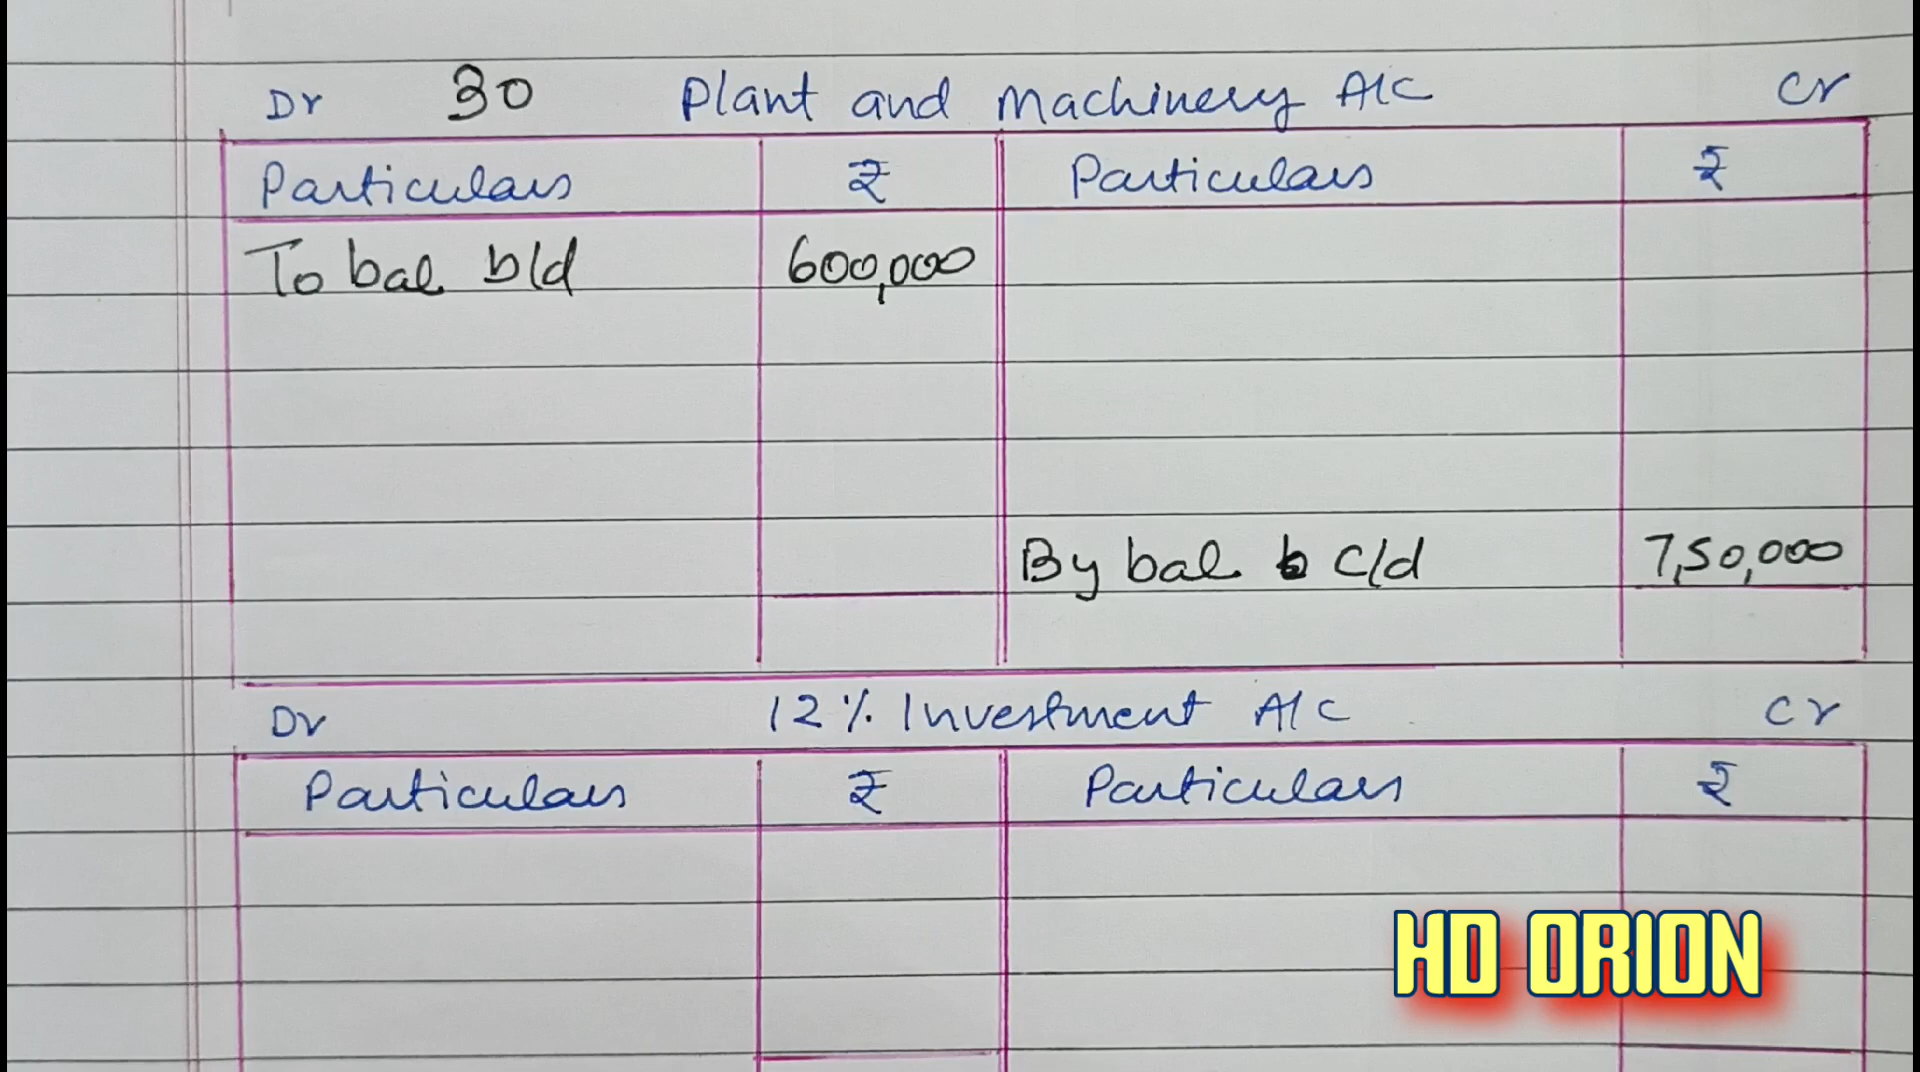 Dr 30 Plant and Machinery A/C Cr
Particulars ₹ Particulars ₹
To bal b/d 600,000
By bal b C/d 7,50,000
Dr 12% Investment A/C Cr
Particulars ₹ Particulars ₹
HD ORION